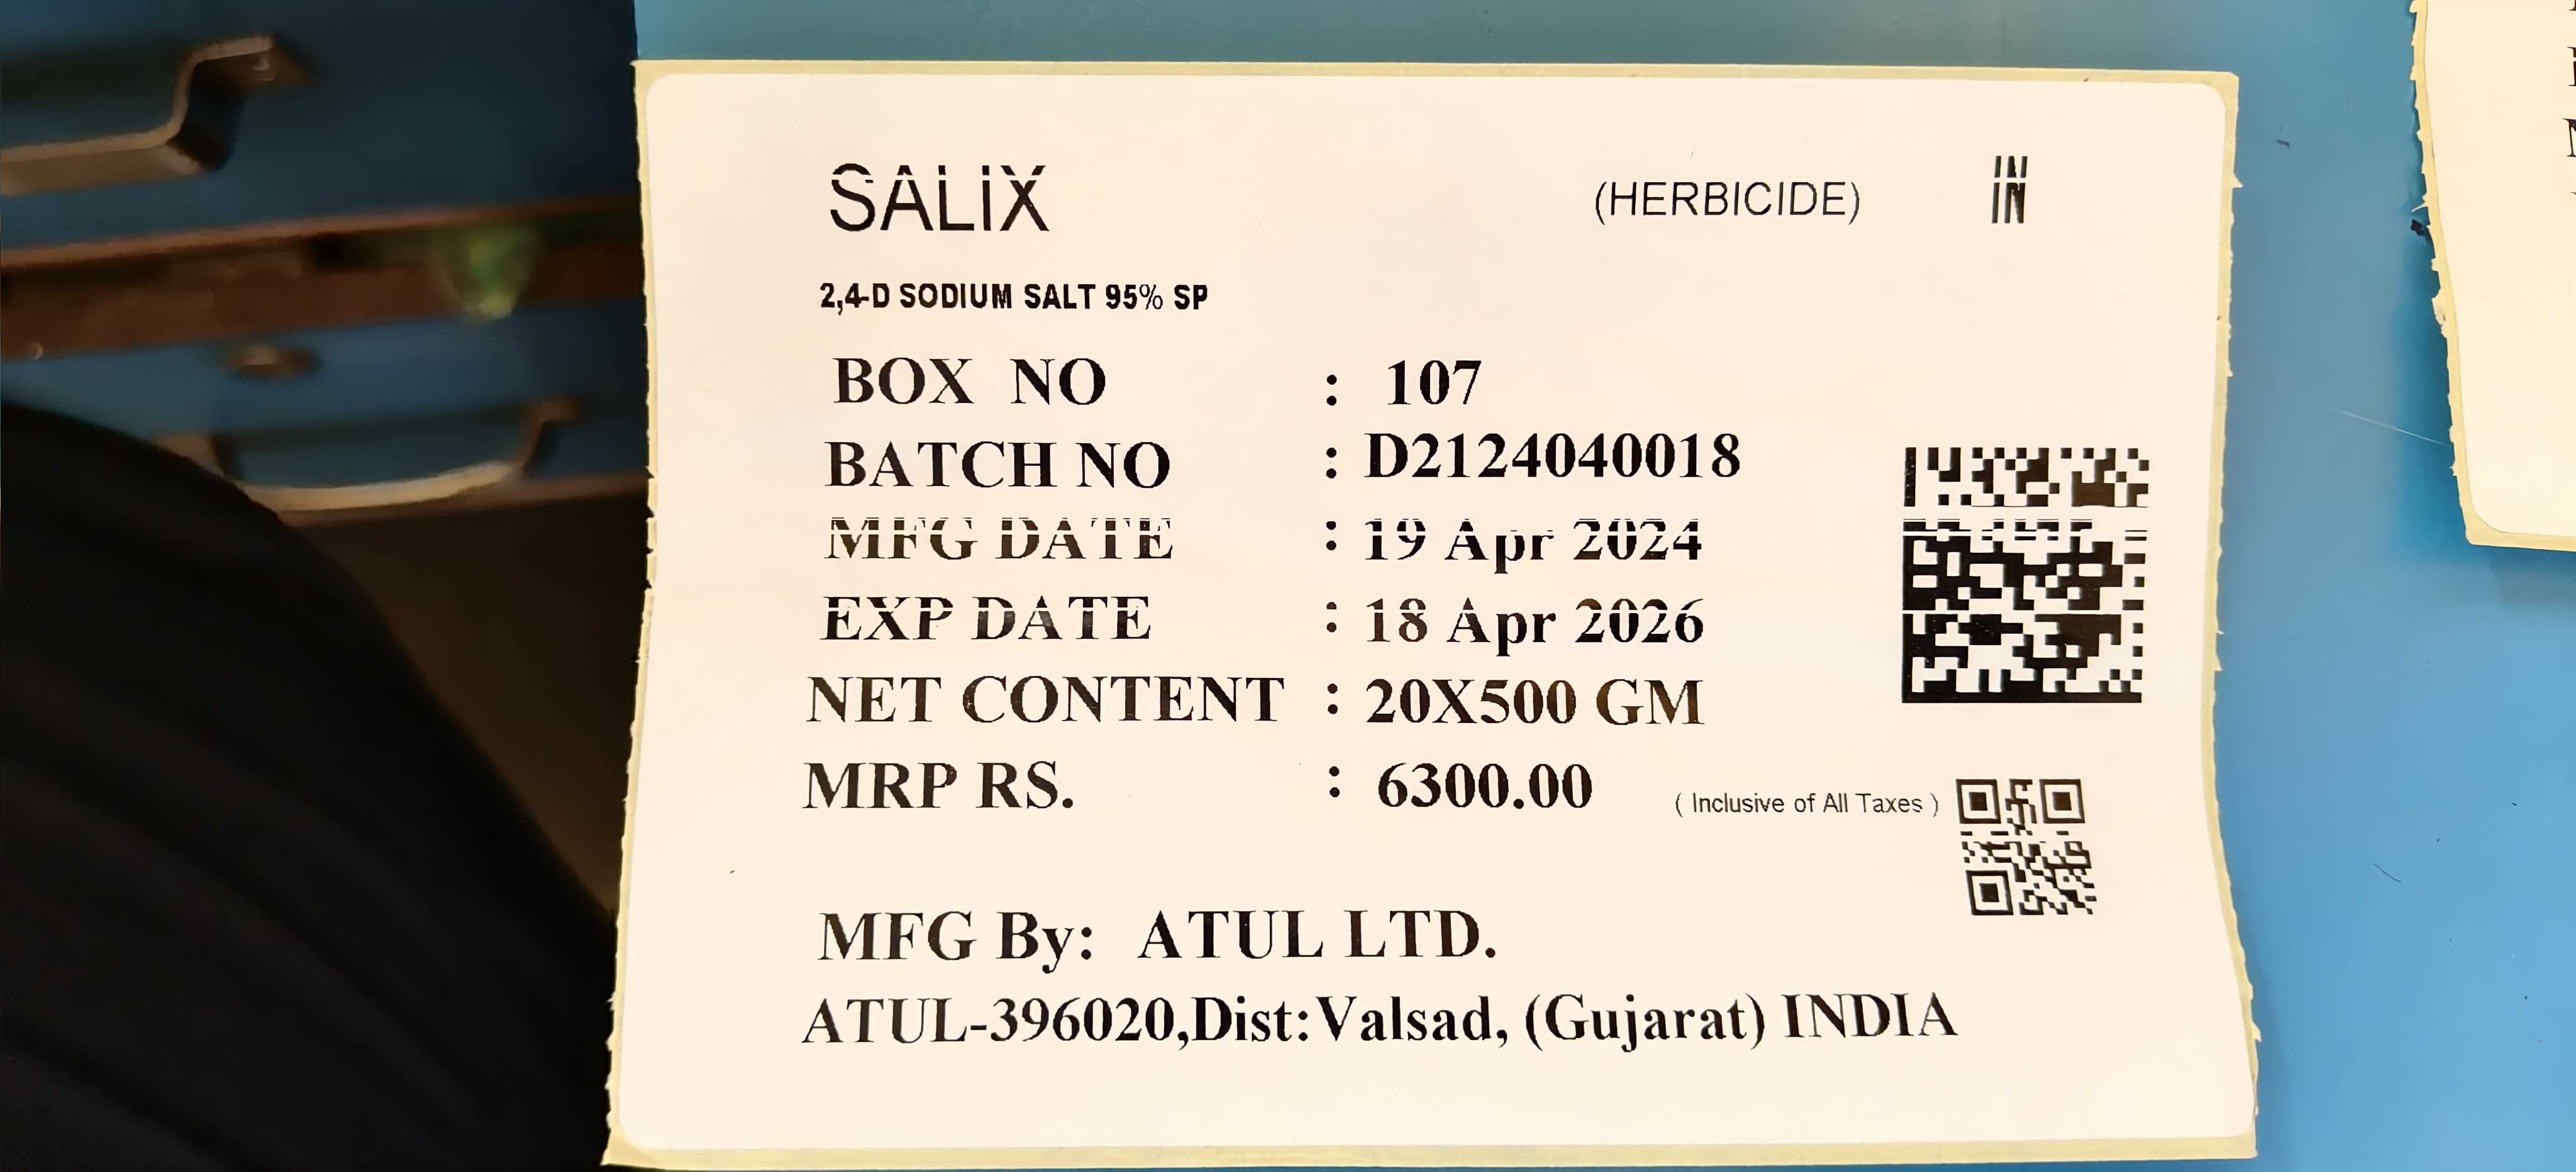 SALIX (HERBICIDE) IN
2,4-D SODIUM SALT 95% SP
BOX NO : 107
BATCH NO : D2124040018
MFG DATE : 19 Apr 2024
EXP DATE : 18 Apr 2026
NET CONTENT : 20X500 GM
MRP RS. : 6300.00 ( Inclusive of All Taxes )
MFG By: ATUL LTD.
ATUL-396020,Dist:Valsad, (Gujarat) INDIA